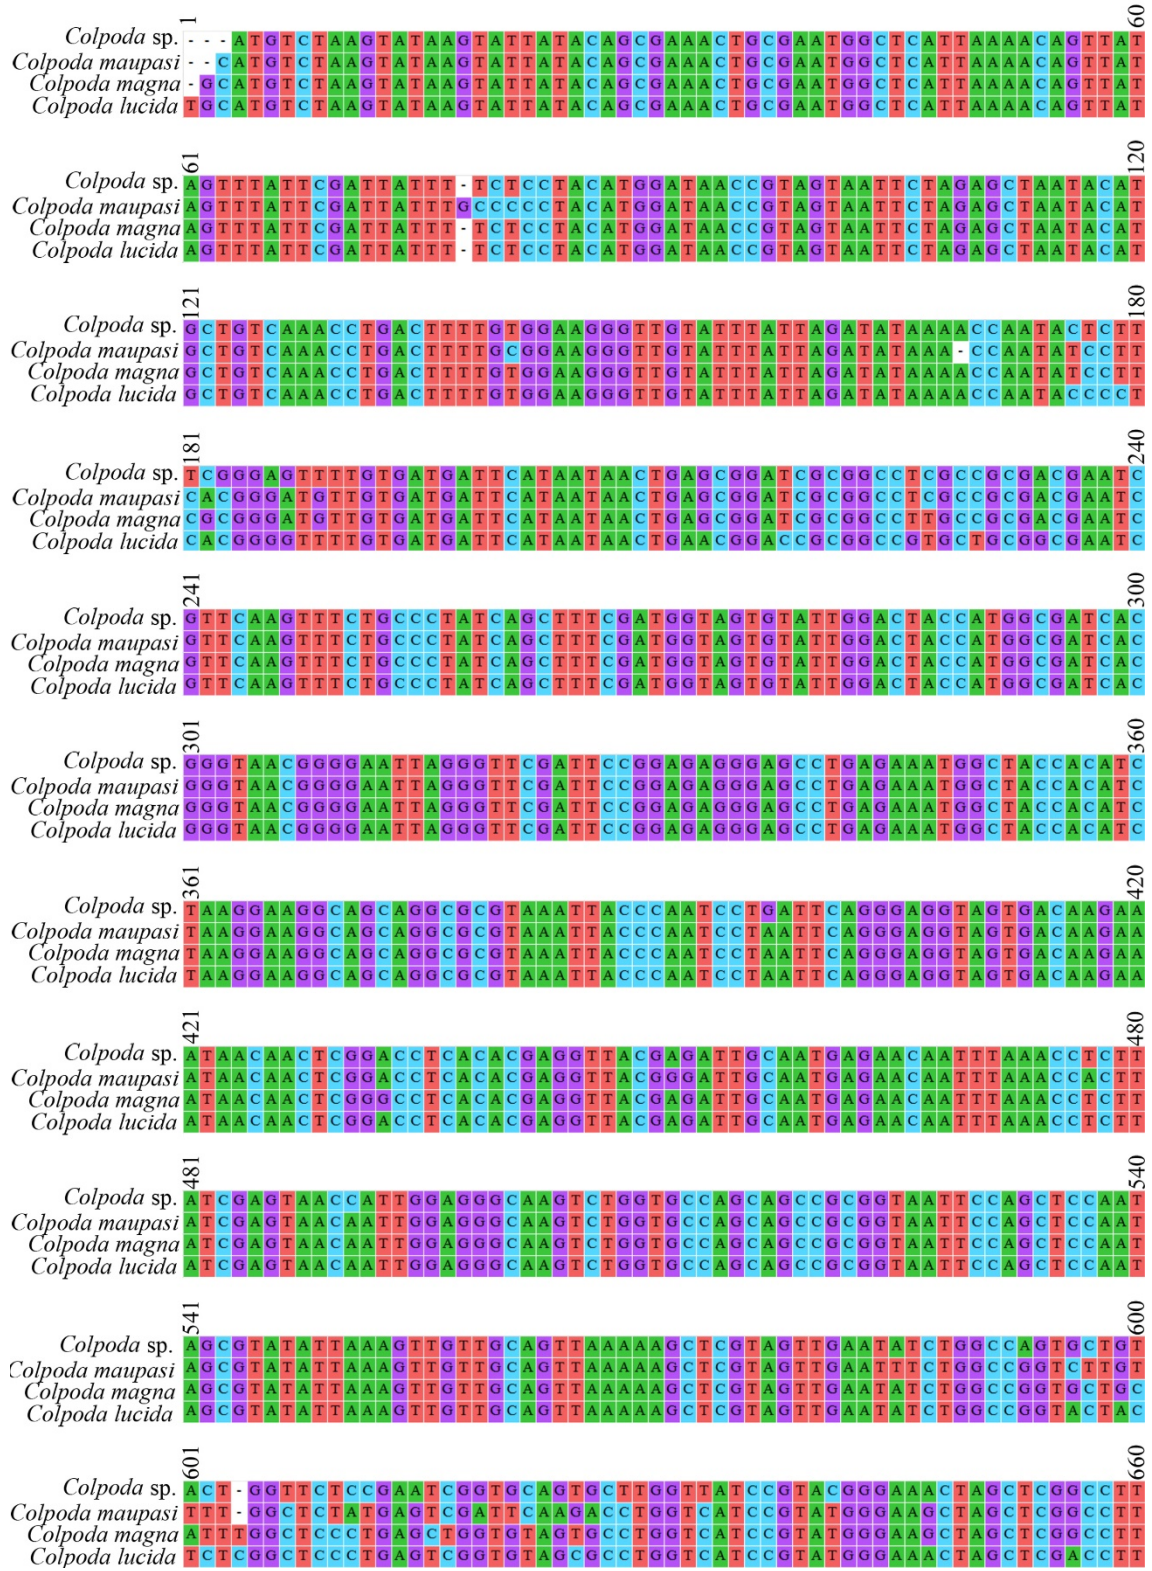 1 60
Colpoda sp. ---ATGTCTAAGTATAAGTATTATACAGCGAAACTGCGAATGGCTCATTAAAACAGTTAT
Colpoda maupasi --CATGTCTAAGTATAAGTATTATACAGCGAAACTGCGAATGGCTCATTAAAACAGTTAT
Colpoda magna -GCATGTCTAAGTATAAGTATTATACAGCGAAACTGCGAATGGCTCATTAAAACAGTTAT
Colpoda lucida TGCATGTCTAAGTATAAGTATTATACAGCGAAACTGCGAATGGCTCATTAAAACAGTTAT
61 120
Colpoda sp. AGTTTATTCGATTATTT-TCTCCTACATGGATAACCGTAGTAATTCTAGAGCTAATACAT
Colpoda maupasi AGTTTATTCGATTATTTGCCCCCTACATGGATAACCGTAGTAATTCTAGAGCTAATACAT
Colpoda magna AGTTTATTCGATTATTT-TCTCCTACATGGATAACCGTAGTAATTCTAGAGCTAATACAT
Colpoda lucida AGTTTATTCGATTATTT-TCTCCTACATGGATAACCGTAGTAATTCTAGAGCTAATACAT
121 180
Colpoda sp. GCTGTCAAACCTGACTTTTGTGGAAGGGTTGTATTTATTAGATATAAAACCAATACTCTT
Colpoda maupasi GCTGTCAAACCTGACTTTTGCGGAAGGGTTGTATTTATTAGATATAAA-CCAATATCCTT
Colpoda magna GCTGTCAAACCTGACTTTTGTGGAAGGGTTGTATTTATTAGATATAAAACCAATATCCTT
Colpoda lucida GCTGTCAAACCTGACTTTTGTGGAAGGGTTGTATTTATTAGATATAAAACCAATACCCCT
181 240
Colpoda sp. TCGGGAGTTTTGTGATGATTCATAATAACTGAGCGGATCGCGGCCTCGCCGCGACGAATC
Colpoda maupasi CACGGGATGTTGTGATGATTCATAATAACTGAGCGGATCGCGGCCTCGCCGCGACGAATC
Colpoda magna CGCGGGATGTTGTGATGATTCATAATAACTGAGCGGATCGCGGCCTTGCCGCGACGAATC
Colpoda lucida CACGGGGTTTTGTGATGATTCATAATAACTGAACGGACCGCGGCCGTGCTGCGGCGAATC
241 300
Colpoda sp. GTTCAAGTTTCTGCCCTATCAGCTTTCGATGGTAGTGTATTGGACTACCATGGCGATCAC
Colpoda maupasi GTTCAAGTTTCTGCCCTATCAGCTTTCGATGGTAGTGTATTGGACTACCATGGCGATCAC
Colpoda magna GTTCAAGTTTCTGCCCTATCAGCTTTCGATGGTAGTGTATTGGACTACCATGGCGATCAC
Colpoda lucida GTTCAAGTTTCTGCCCTATCAGCTTTCGATGGTAGTGTATTGGACTACCATGGCGATCAC
301 360
Colpoda sp. GGGTAACGGGGAATTAGGGTTCGATTCCGGAGAGGGAGCCTGAGAAATGGCTACCACATC
Colpoda maupasi GGGTAACGGGGAATTAGGGTTCGATTCCGGAGAGGGAGCCTGAGAAATGGCTACCACATC
Colpoda magna GGGTAACGGGGAATTAGGGTTCGATTCCGGAGAGGGAGCCTGAGAAATGGCTACCACATC
Colpoda lucida GGGTAACGGGGAATTAGGGTTCGATTCCGGAGAGGGAGCCTGAGAAATGGCTACCACATC
361 420
Colpoda sp. TAAGGAAGGCAGCAGGCGCGTAAATTACCCAATCCTGATTCAGGGAGGTAGTGACAAGAA
Colpoda maupasi TAAGGAAGGCAGCAGGCGCGTAAATTACCCAATCCTAATTCAGGGAGGTAGTGACAAGAA
Colpoda magna TAAGGAAGGCAGCAGGCGCGTAAATTACCCAATCCTAATTCAGGGAGGTAGTGACAAGAA
Colpoda lucida TAAGGAAGGCAGCAGGCGCGTAAATTACCCAATCCTAATTCAGGGAGGTAGTGACAAGAA
421 480
Colpoda sp. ATAACAACTCGGACCTCACACGAGGTTACGAGATTGCAATGAGAACAATTTAAACCTCTT
Colpoda maupasi ATAACAACTCGGACCTCACACGAGGTTACGGGATTGCAATGAGAACAATTTAAACCACTT
Colpoda magna ATAACAACTCGGGCCTCACACGAGGTTACGAGATTGCAATGAGAACAATTTAAACCTCTT
Colpoda lucida ATAACAACTCGGACCTCACACGAGGTTACGAGATTGCAATGAGAACAATTTAAACCTCTT
481 540
Colpoda sp. ATCGAGTAACCATTGGAGGGCAAGTCTGGTGCCAGCAGCCGCGGTAATTCCAGCTCCAAT
Colpoda maupasi ATCGAGTAACAATTGGAGGGCAAGTCTGGTGCCAGCAGCCGCGGTAATTCCAGCTCCAAT
Colpoda magna ATCGAGTAACAATTGGAGGGCAAGTCTGGTGCCAGCAGCCGCGGTAATTCCAGCTCCAAT
Colpoda lucida ATCGAGTAACAATTGGAGGGCAAGTCTGGTGCCAGCAGCCGCGGTAATTCCAGCTCCAAT
541 600
Colpoda sp. AGCGTATATTAAAGTTGTTGCAGTTAAAAAGCTCGTAGTTGAATATCTGGCCAGTGCTGT
Colpoda maupasi AGCGTATATTAAAGTTGTTGCAGTTAAAAAGCTCGTAGTTGAATTTCTGGCCGGTCTTGT
Colpoda magna AGCGTATATTAAAGTTGTTGCAGTTAAAAAGCTCGTAGTTGAATATCTGGCCGGTGCTGC
Colpoda lucida AGCGTATATTAAAGTTGTTGCAGTTAAAAAGCTCGTAGTTGAATATCTGGCCGGTACTAC
601 660
Colpoda sp. ACT-GGTTCTCCGAATCGGTGCAGTGCTTGGTTATCCGTACGGGAAACTAGCTCGGCCTT
Colpoda maupasi TTT-GGCTCTATGAGTCGATTCAAGACCTGGTCATCCGTATGGGAAGCTAGCTCGGCCTT
Colpoda magna ATTTGGCTCCCTGAGCTGGTGTAGTGCCTGGTCATCCGTATGGGAAGCTAGCTCGGCCTT
Colpoda lucida TCTCGGCTCCCTGAGTCGGTGTAGCGCCTGGTCATCCGTATGGGAAACTAGCTCGACCTT